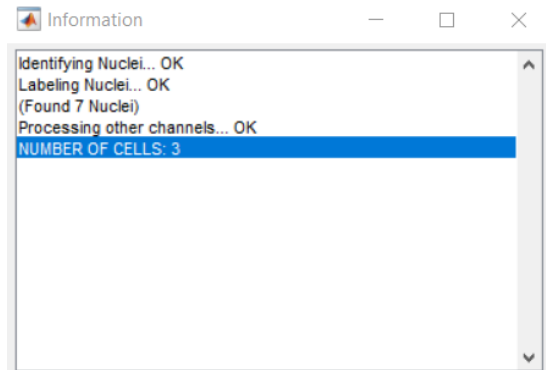 Information
Identifying Nuclei... OK
Labeling Nuclei... OK
(Found 7 Nuclei)
Processing other channels... OK
NUMBER OF CELLS: 3